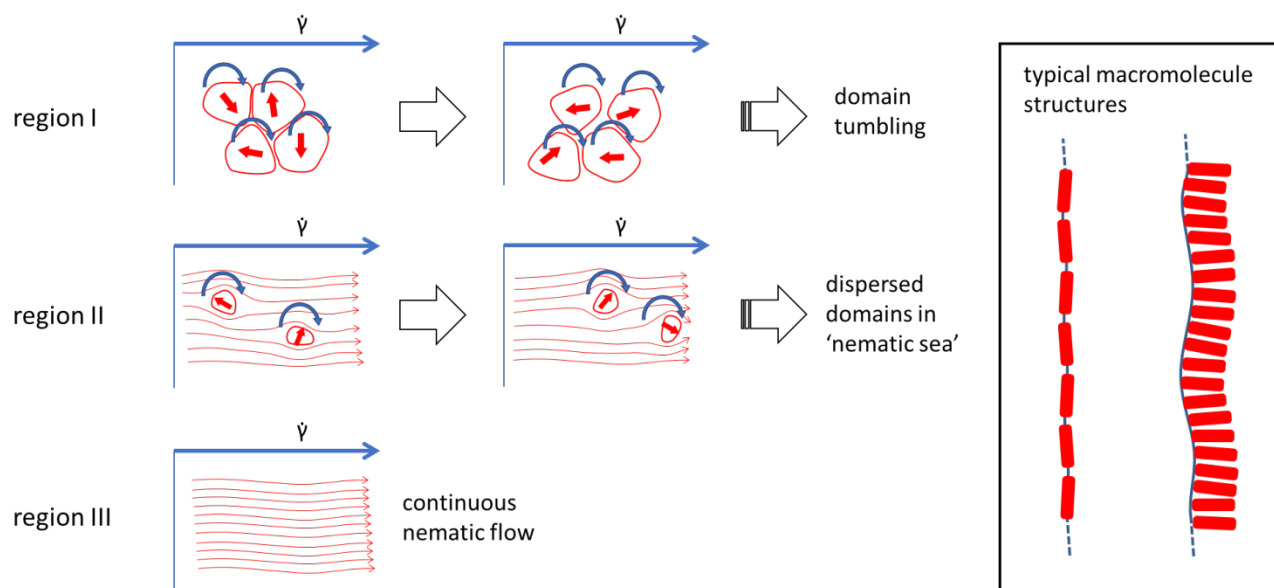 γ̇
γ̇
region I
domain
tumbling
γ̇
γ̇
region II
dispersed
domains in
‘nematic sea’
γ̇
region III
continuous
nematic flow
typical macromolecule
structures